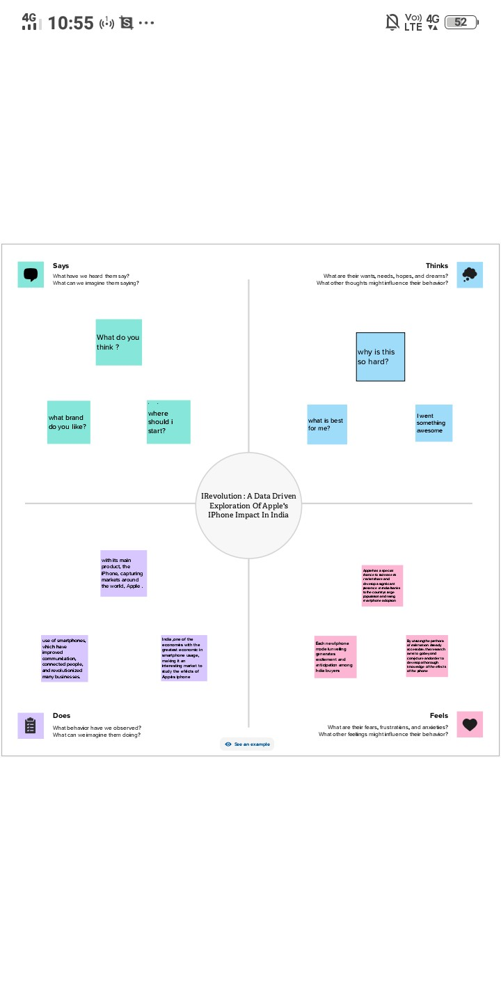 4G 10:55
Vo))
LTE
4G
52
Says
What have we heard them say?
What can we imagine them saying?
Thinks
What are their wants, needs, hopes, and dreams?
What other thoughts might influence their behavior?
What do you
think ?
what brand
do you like?
where
should i
start?
why is this
so hard?
what is best
for me?
I went
something
awesome
IRevolution : A Data Driven
Exploration Of Apple's
IPhone Impact In India
with its main
product, the
iPhone, capturing
markets around
the world, Apple .
use of smartphones,
which have
improved
communication,
connected people,
and revolutionized
many businesses.
India ,one of the
economies with the
greatest economic in
smartphone usage,
making it an
interesting market to
study the effects of
Apple's iphone
Apple has a special
chance to increase its
market share and
develop a significant
presence in India thanks
to the country's large
population and rising
smartphone adoption
Each new iphone
model unveiling
generates
excitement and
anticipation among
India buyers
By utilizing the plethora
of information already
accessible, this research
aims to go beyond
conjecture and order to
develop a thorough
knowledge of the effects
of the iphone
Does
What behavior have we observed?
What can we imagine them doing?
Feels
What are their fears, frustrations, and anxieties?
What other feelings might influence their behavior?
See an example